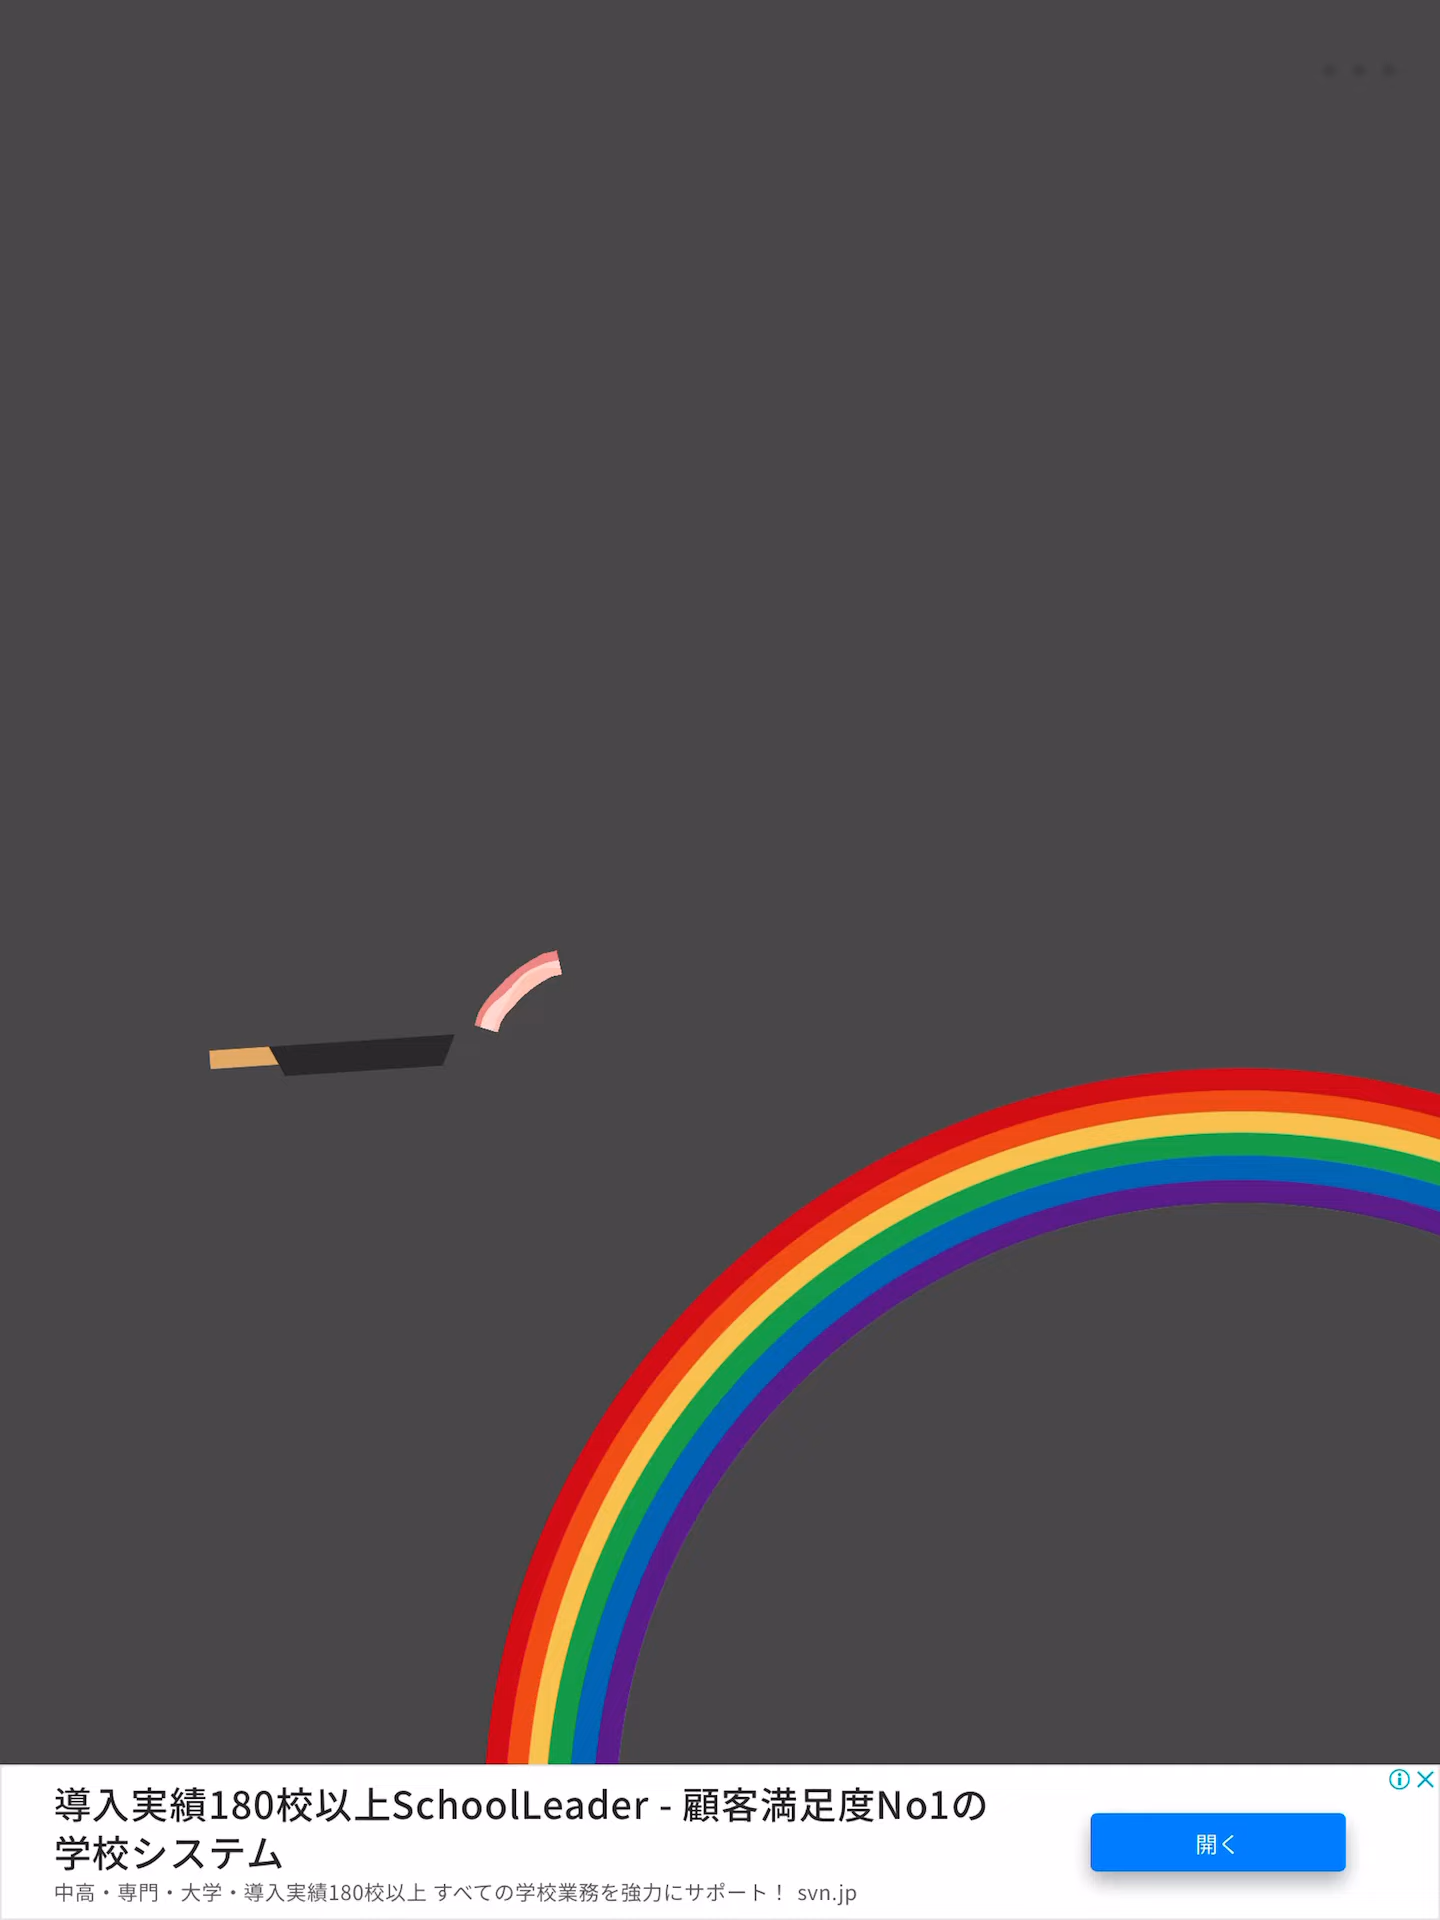 導入実績180校以上SchoolLeader - 顧客満足度No1の
学校システム
中高・専門・大学・導入実績180校以上 すべての学校業務を強力にサポート！ svn.jp
開く